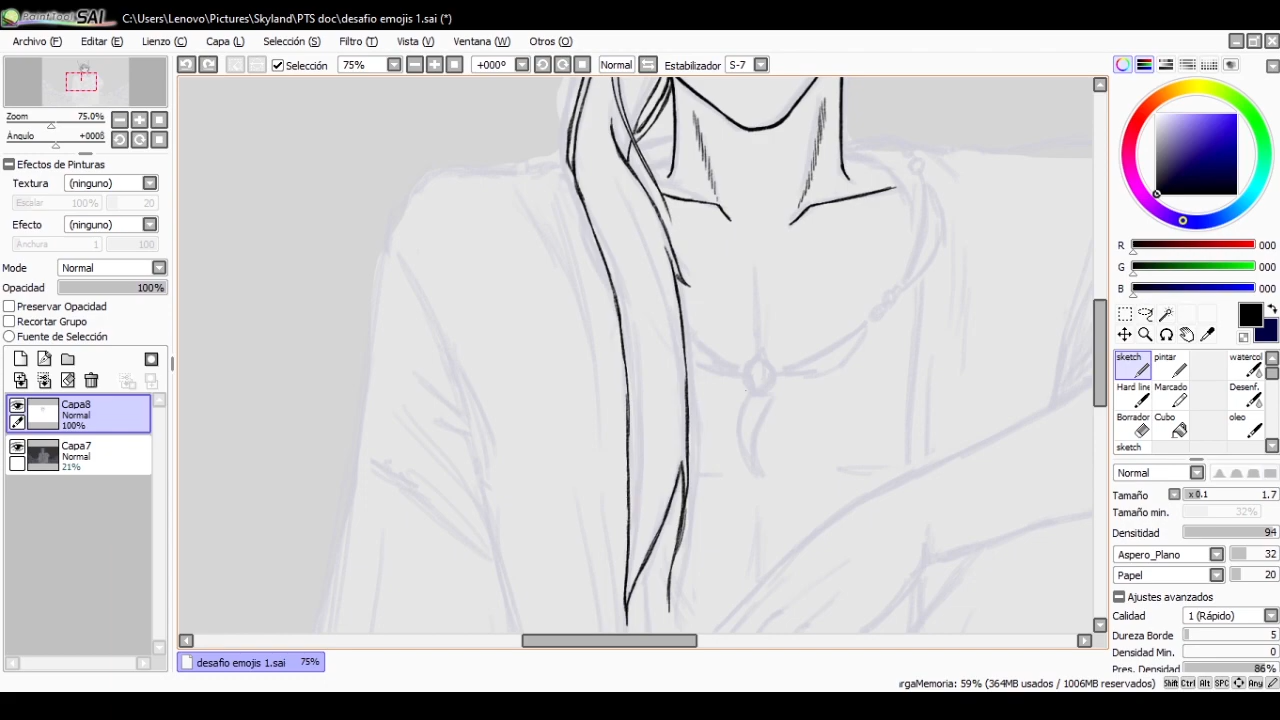 PaintTool SAI C:\Users\Lenovo\Pictures\Skyland\PTS doc\desafio emojis 1.sai (*)
Archivo (F) Editar (E) Lienzo (C) Capa (L) Selección (S) Filtro (T) Vista (V) Ventana (W) Otros (O)
Selección 75% +000º Normal Estabilizador S-7
Zoom 75.0%
Ángulo +000ß
Efectos de Pinturas
Textura (ninguno)
Escalar 100% 20
Efecto (ninguno)
Anchura 1 100
Modo Normal
Opacidad 100%
Preservar Opacidad
Recortar Grupo
Fuente de Selección
Capa8
Normal
100%
Capa7
Normal
21%
R 000
G 000
B 000
sketch pintar watercol
Hard line Marcado Desenf.
Borrador Cubo oleo
sketch
Normal
Tamaño x 0.1 1.7
Tamaño min. 32%
Densitidad 94
Aspero_Plano 32
Papel 20
Ajustes avanzados
Calidad 1 (Rápido)
Dureza Borde 5
Densidad Min. 0
Pres. Densidad 86%
desafio emojis 1.sai 75%
argaMemoria: 59% (364MB usados / 1006MB reservados) Shift Ctrl Alt SPC Any